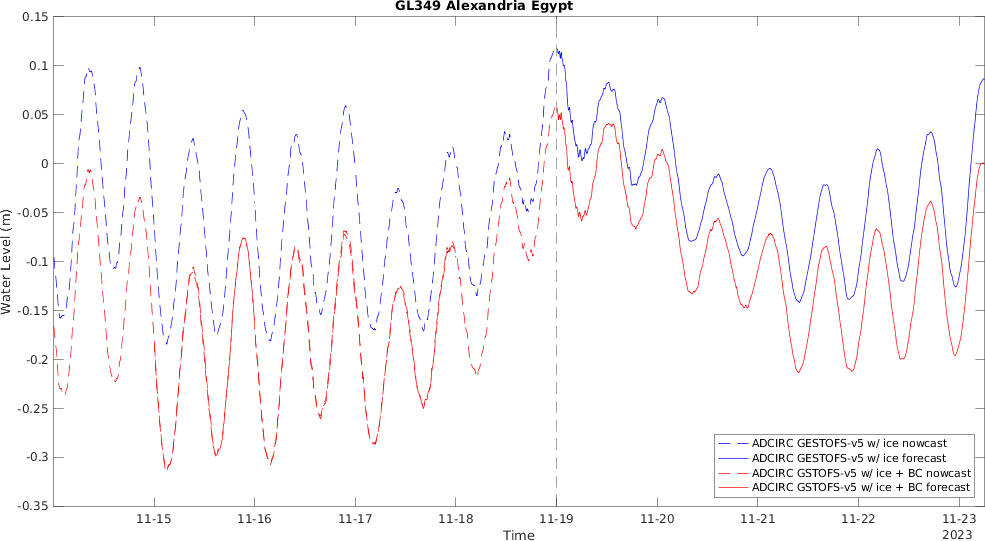 GL349 Alexandria Egypt
0.15
0.1
0.05
0
-0.05
-0.1
-0.15
-0.2
-0.25
-0.3
-0.35
Water Level (m)
ADCIRC GESTOFS-v5 w/ ice nowcast
ADCIRC GESTOFS-v5 w/ ice forecast
ADCIRC GSTOFS-v5 w/ ice + BC nowcast
ADCIRC GSTOFS-v5 w/ ice + BC forecast
11-15 11-16 11-17 11-18 11-19 11-20 11-21 11-22 11-23
2023
Time